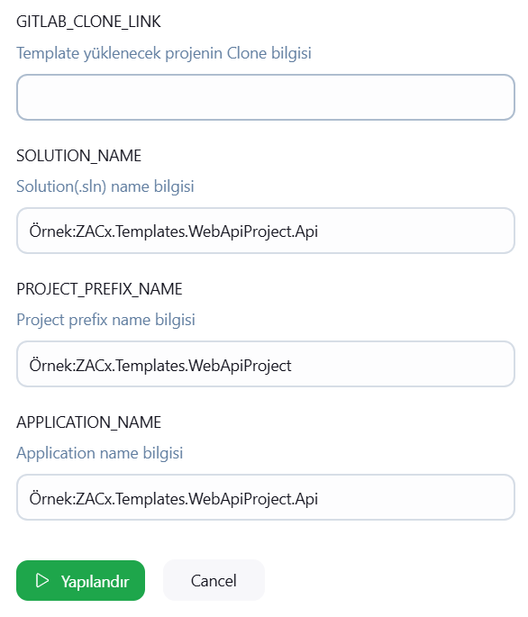 GITLAB_CLONE_LINK
Template yüklenecek projenin Clone bilgisi
SOLUTION_NAME
Solution(.sln) name bilgisi
Örnek:ZACx.Templates.WebApiProject.Api
PROJECT_PREFIX_NAME
Project prefix name bilgisi
Örnek:ZACx.Templates.WebApiProject
APPLICATION_NAME
Application name bilgisi
Örnek:ZACx.Templates.WebApiProject.Api
Yapılandır Cancel